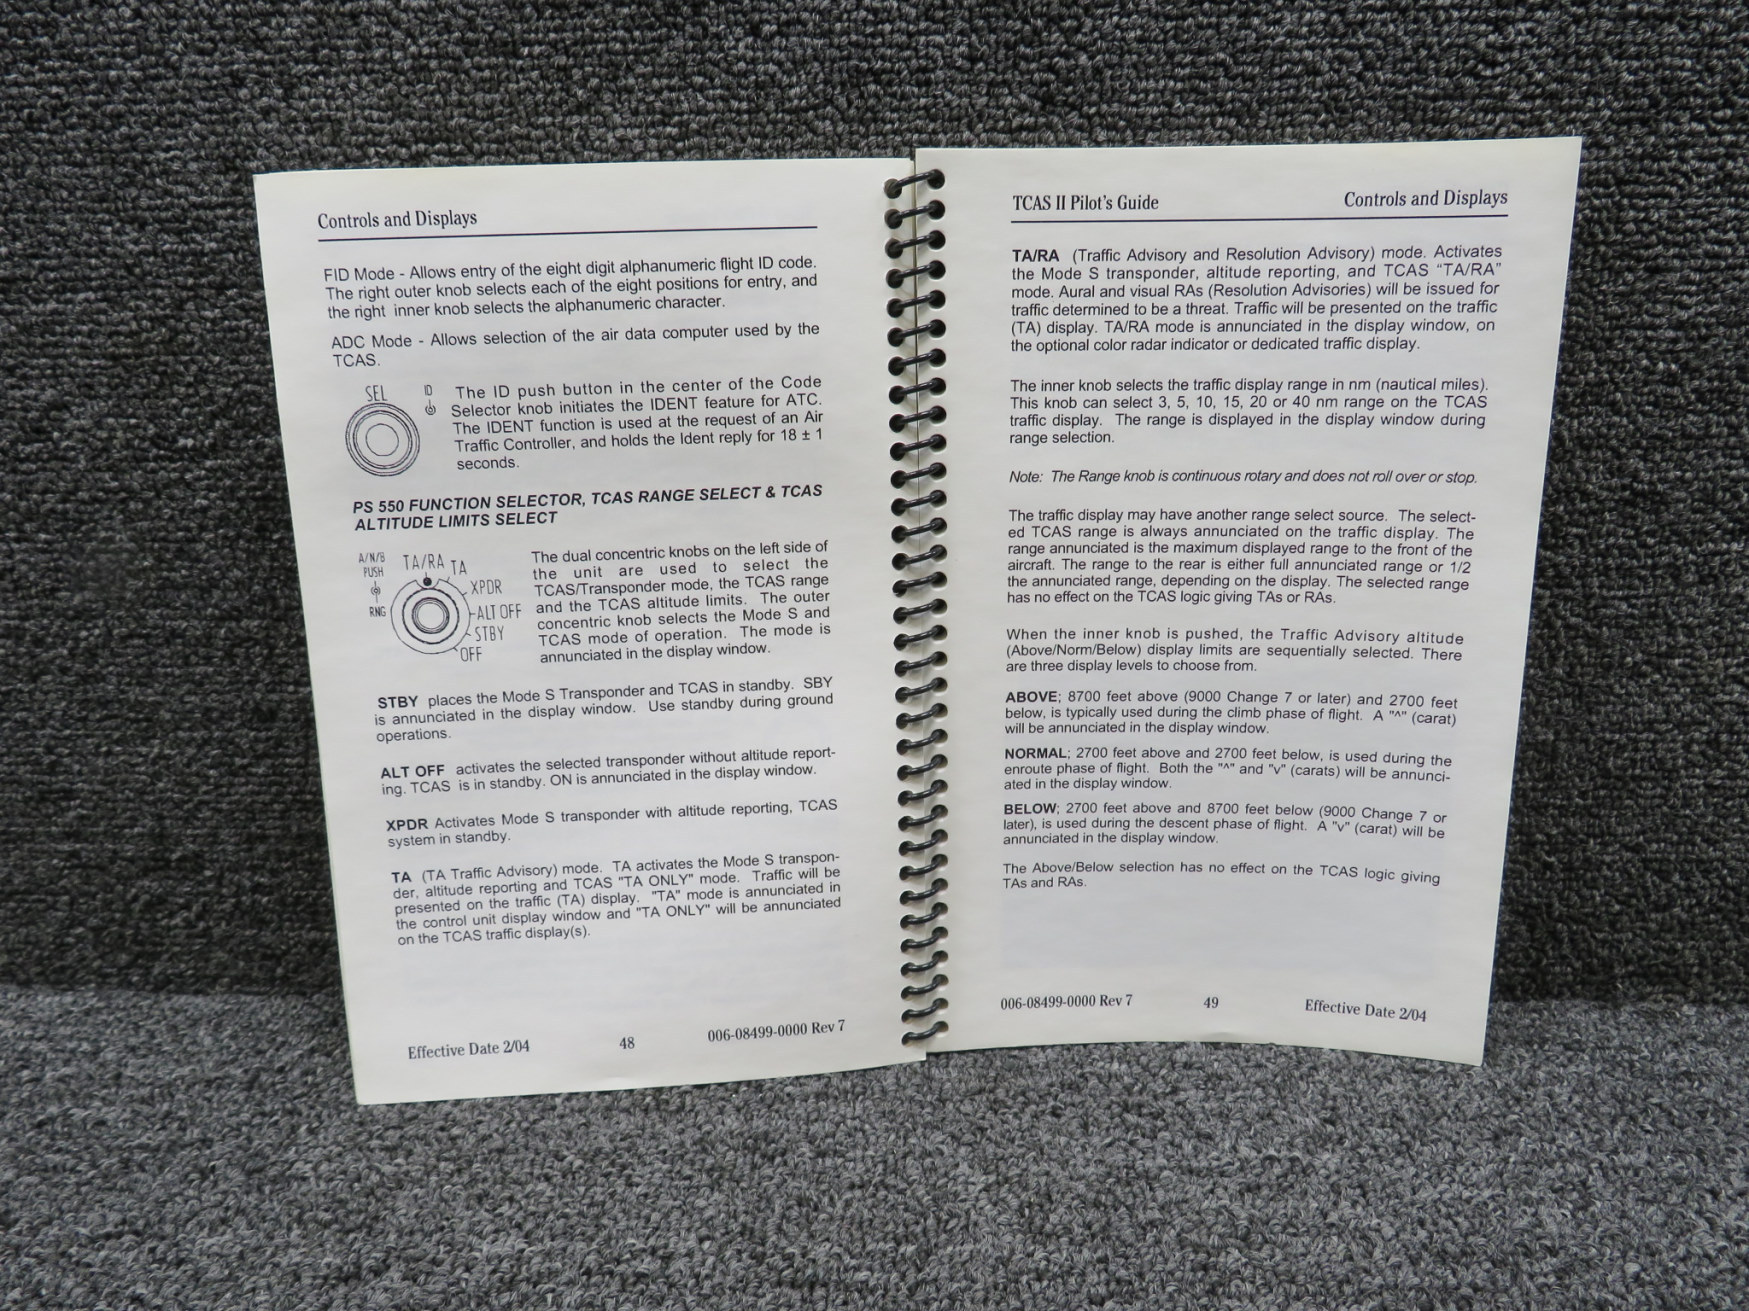 Controls and Displays
FID Mode - Allows entry of the eight digit alphanumeric flight ID code.
The right outer knob selects each of the eight positions for entry, and
the right inner knob selects the alphanumeric character.
ADC Mode - Allows selection of the air data computer used by the
TCAS.
SEL
ID
The ID push button in the center of the Code
Selector knob initiates the IDENT feature for ATC.
The IDENT function is used at the request of an Air
Traffic Controller, and holds the Ident reply for 18 ± 1
seconds.
PS 550 FUNCTION SELECTOR, TCAS RANGE SELECT & TCAS
ALTITUDE LIMITS SELECT
A/N/B
PUSH
RNG
TA/RA
TA
XPDR
ALT OFF
STBY
OFF
The dual concentric knobs on the left side of
the unit are used to select the
TCAS/Transponder mode, the TCAS range
and the TCAS altitude limits. The outer
concentric knob selects the Mode S and
TCAS mode of operation. The mode is
annunciated in the display window.
STBY places the Mode S Transponder and TCAS in standby. SBY
is annunciated in the display window. Use standby during ground
operations.
ALT OFF activates the selected transponder without altitude report-
ing. TCAS is in standby. ON is annunciated in the display window.
XPDR Activates Mode S transponder with altitude reporting, TCAS
system in standby.
TA (TA Traffic Advisory) mode. TA activates the Mode S transpon-
der, altitude reporting and TCAS "TA ONLY" mode. Traffic will be
presented on the traffic (TA) display. "TA" mode is annunciated in
the control unit display window and "TA ONLY" will be annunciated
on the TCAS traffic display(s).
Effective Date 2/04
48
006-08499-0000 Rev 7
TCAS II Pilot's Guide
Controls and Displays
TA/RA (Traffic Advisory and Resolution Advisory) mode. Activates
the Mode S transponder, altitude reporting, and TCAS "TA/RA"
mode. Aural and visual RAs (Resolution Advisories) will be issued for
traffic determined to be a threat. Traffic will be presented on the traffic
(TA) display. TA/RA mode is annunciated in the display window, on
the optional color radar indicator or dedicated traffic display.
The inner knob selects the traffic display range in nm (nautical miles).
This knob can select 3, 5, 10, 15, 20 or 40 nm range on the TCAS
traffic display. The range is displayed in the display window during
range selection.
Note: The Range knob is continuous rotary and does not roll over or stop.
The traffic display may have another range select source. The select-
ed TCAS range is always annunciated on the traffic display. The
range annunciated is the maximum displayed range to the front of the
aircraft. The range to the rear is either full annunciated range or 1/2
the annunciated range, depending on the display. The selected range
has no effect on the TCAS logic giving TAs or RAs.
When the inner knob is pushed, the Traffic Advisory altitude
(Above/Norm/Below) display limits are sequentially selected. There
are three display levels to choose from.
ABOVE; 8700 feet above (9000 Change 7 or later) and 2700 feet
below, is typically used during the climb phase of flight. A "^" (carat)
will be annunciated in the display window.
NORMAL; 2700 feet above and 2700 feet below, is used during the
enroute phase of flight. Both the "^" and "v" (carats) will be annunci-
ated in the display window.
BELOW; 2700 feet above and 8700 feet below (9000 Change 7 or
later), is used during the descent phase of flight. A "v" (carat) will be
annunciated in the display window.
The Above/Below selection has no effect on the TCAS logic giving
TAs and RAs.
006-08499-0000 Rev 7
49
Effective Date 2/04